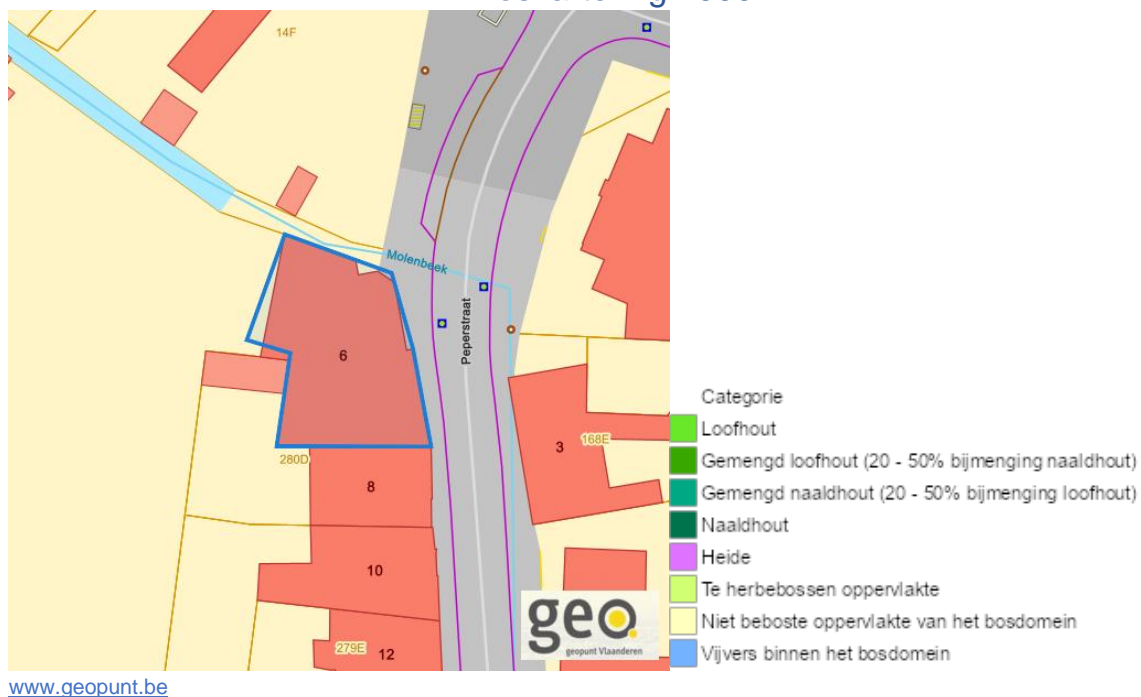 14F
Molenbeek
Peperstraat
6
3
168E
280D
8
10
279E
12
geo
geopunt Vlaanderen
Categorie
Loofhout
Gemengd loofhout (20 - 50% bijmenging naaldhout)
Gemengd naaldhout (20 - 50% bijmenging loofhout)
Naaldhout
Heide
Te herbebossen oppervlakte
Niet beboste oppervlakte van het bosdomein
Vijvers binnen het bosdomein
www.geopunt.be